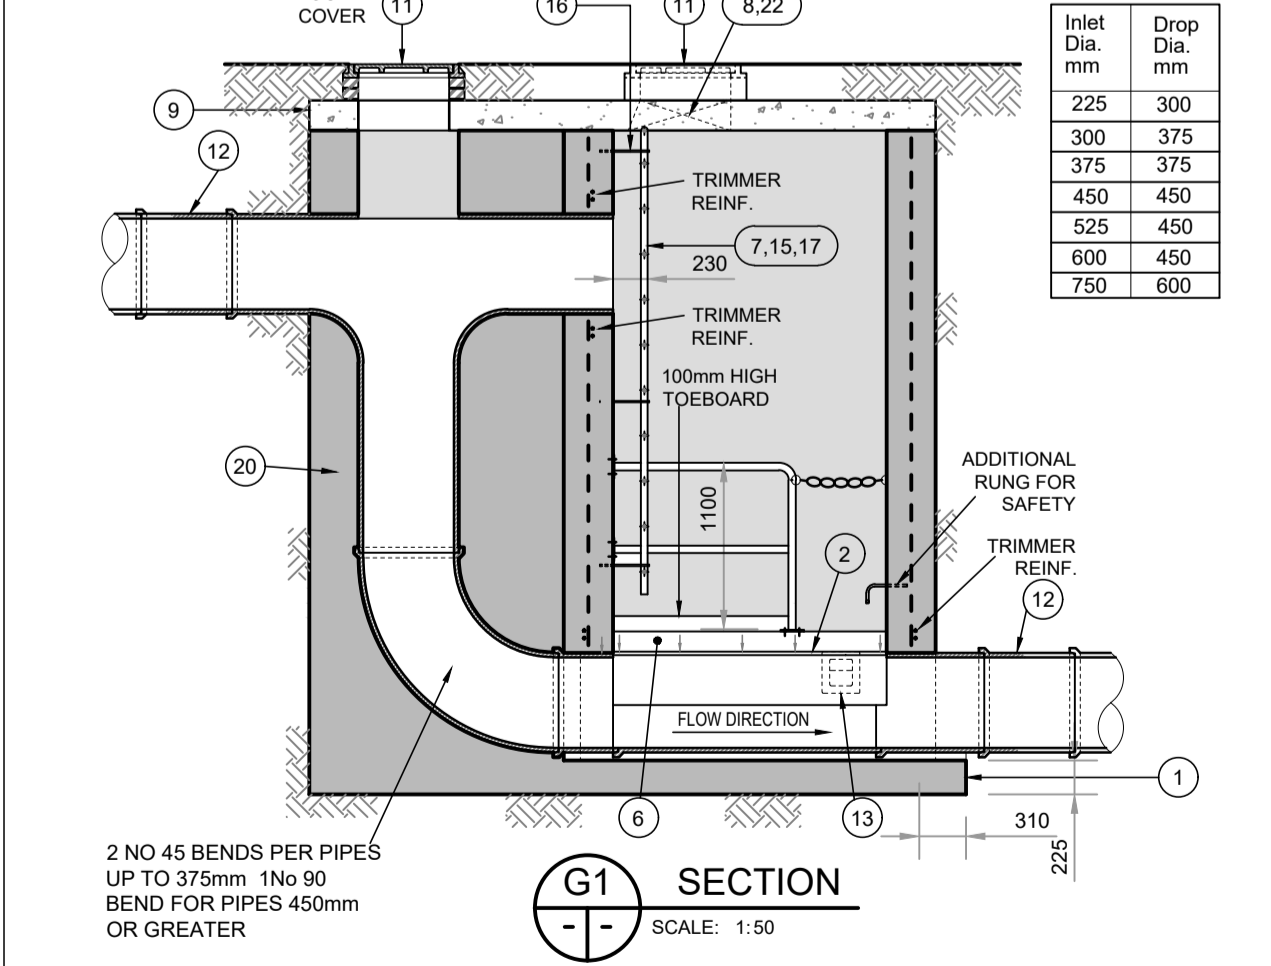 COVER
11
16
11
8,22
Inlet Dia. mm
Drop Dia. mm
225 300
300 375
375 375
450 450
525 450
600 450
750 600
9
12
TRIMMER
REINF.
7,15,17
230
TRIMMER
REINF.
100mm HIGH
TOEBOARD
20
1100
ADDITIONAL
RUNG FOR
SAFETY
2
TRIMMER
REINF.
12
FLOW DIRECTION
1
6
13
310
225
2 NO 45 BENDS PER PIPES
UP TO 375mm 1No 90
BEND FOR PIPES 450mm
OR GREATER
G1
- -
SECTION
SCALE: 1:50